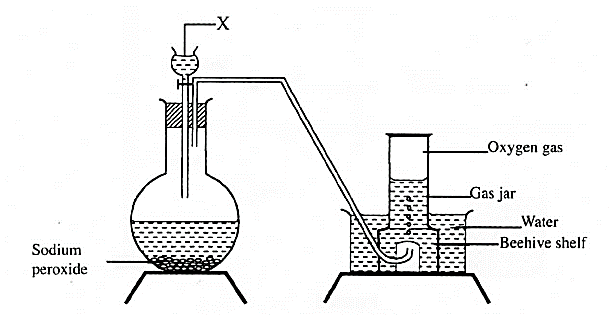 X
Oxygen gas
Gas jar
Water
Beehive shelf
Sodium
peroxide